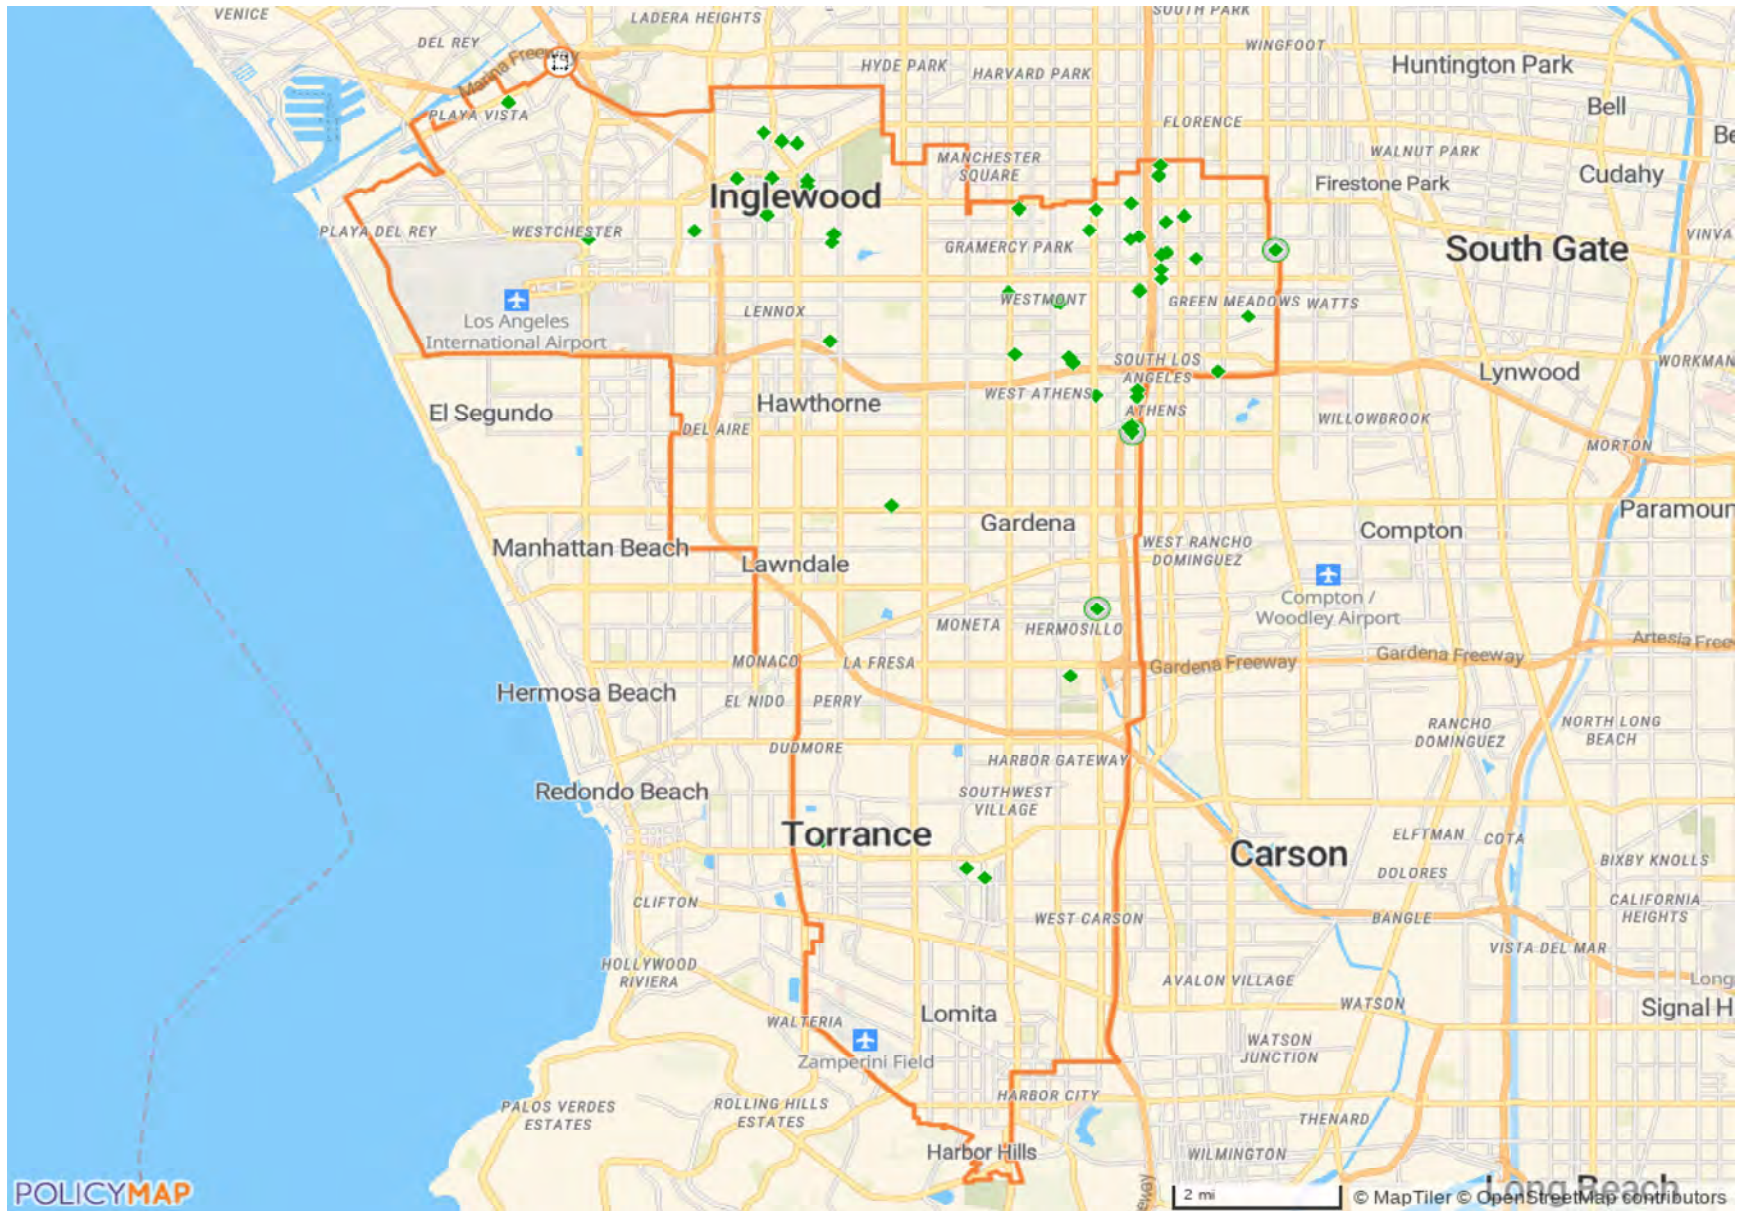 VENICE
LADERA HEIGHTS
SOUTH PARK
DEL REY
Marina Freeway
WINGFOOT
HYDE PARK
HARVARD PARK
Huntington Park
Bell
PLAYA VISTA
FLORENCE
Be
MANCHESTER
SQUARE
WALNUT PARK
Cudahy
Firestone Park
Inglewood
PLAYA DEL REY
WESTCHESTER
GRAMERCY PARK
South Gate
VINVA
LENNOX
WESTMONT
GREEN MEADOWS
WATTS
Los Angeles
International Airport
SOUTH LOS
ANGELES
WORKMAN
Lynwood
El Segundo
Hawthorne
WEST ATHENS
ATHENS
WILLOWBROOK
DEL AIRE
MORTON
Gardena
Compton
Paramour
Manhattan Beach
Lawndale
WEST RANCHO
DOMINGUEZ
Compton /
Woodley Airport
MONETA
HERMOSILLO
Artesia Free
MONACO
LA FRESA
Gardena Freeway
Gardena Freeway
Hermosa Beach
EL NIDO
PERRY
RANCHO
DOMINGUEZ
NORTH LONG
BEACH
DUDMORE
HARBOR GATEWAY
Redondo Beach
SOUTHWEST
VILLAGE
Torrance
Carson
ELFTMAN
COTA
DOLORES
BIXBY KNOLLS
CLIFTON
WEST CARSON
BANGLE
CALIFORNIA
HEIGHTS
VISTA DEL MAR
HOLLYWOOD
RIVIERA
AVALON VILLAGE
Long
WALTERIA
Lomita
WATSON
Signal H
Zamperini Field
WATSON
JUNCTION
PALOS VERDES
ESTATES
ROLLING HILLS
ESTATES
HARBOR CITY
THENARD
Harbor Hills
WILMINGTON
eway
Long Beach
POLICYMAP
2 mi
© MapTiler © OpenStreetMap contributors